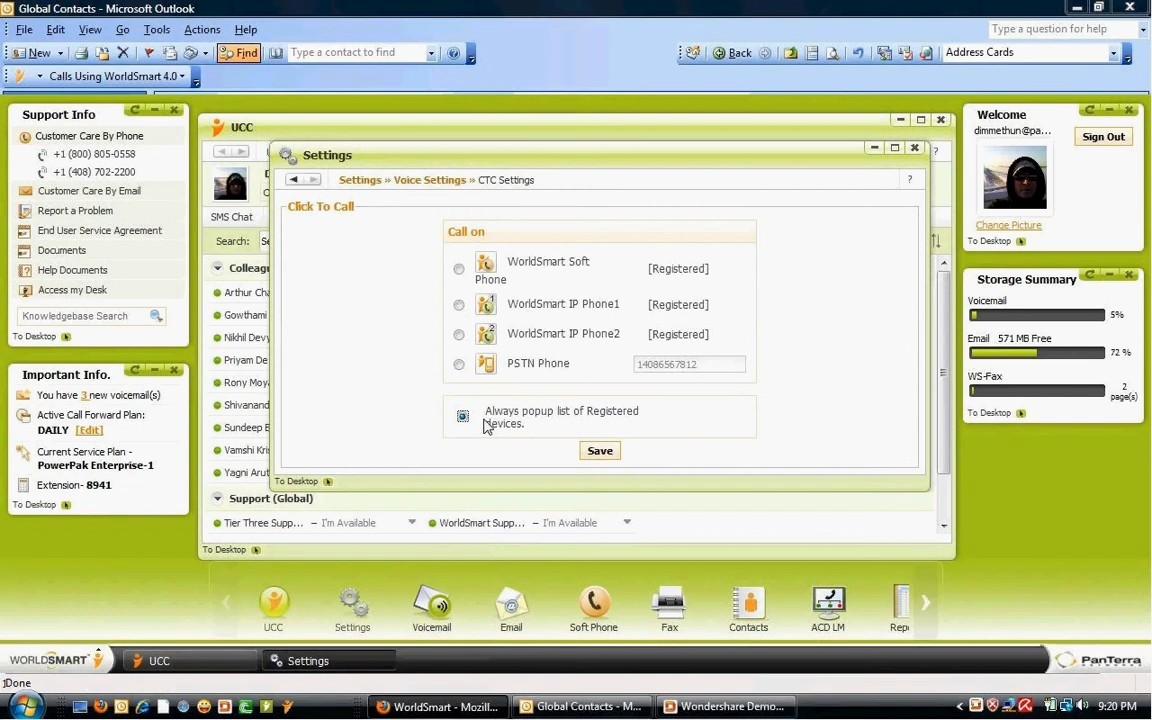 Global Contacts - Microsoft Outlook
File Edit View Go Tools Actions Help
Type a question for help
New Find Type a contact to find Back Address Cards
Calls Using WorldSmart 4.0
Support Info
Customer Care By Phone
+1 (800) 805-0558
+1 (408) 702-2200
Customer Care By Email
Report a Problem
End User Service Agreement
Documents
Help Documents
Access my Desk
Knowledgebase Search
To Desktop
Important Info.
You have 3 new voicemail(s)
Active Call Forward Plan:
DAILY [Edit]
Current Service Plan -
PowerPak Enterprise-1
Extension- 8941
To Desktop
UCC
SMS Chat
Search:
Arthur Cha
Gowthami
Nikhil Devy
Priyam De
Rony Moy
Shivanand
Sundeep B
Vamshi Kri
Yagni Arut
Support (Global)
Tier Three Supp... – I'm Available WorldSmart Supp... – I'm Available
To Desktop
Settings
Settings » Voice Settings » CTC Settings ?
Click To Call
Call on
WorldSmart Soft
Phone [Registered]
WorldSmart IP Phone1 [Registered]
WorldSmart IP Phone2 [Registered]
PSTN Phone 14086567812
Always popup list of Registered
devices.
Save
To Desktop
Welcome
dimmethun@pa...
Sign Out
Change Picture
To Desktop
Storage Summary
Voicemail
5%
Email 571 MB Free
72 %
WS-Fax
2
page(s)
To Desktop
UCC Settings Voicemail Email Soft Phone Fax Contacts ACD LM
WORLDSMART UCC Settings PanTerra
Done
WorldSmart - Mozill... Global Contacts - M... Wondershare Demo... 9:20 PM